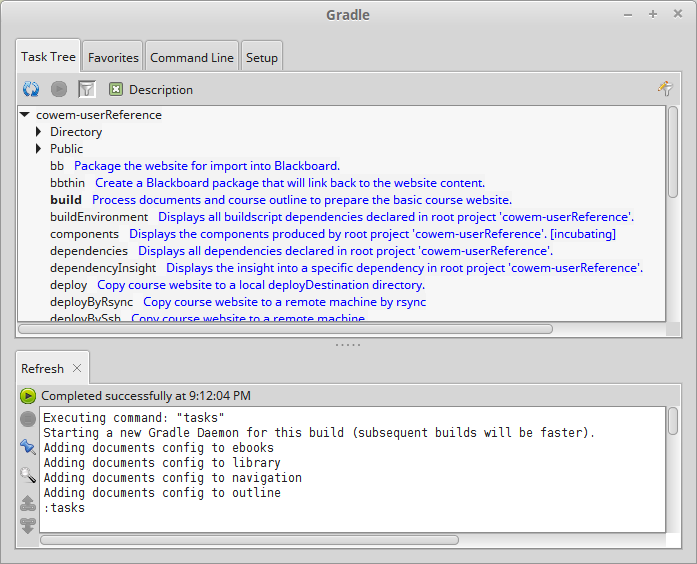 Gradle
Task Tree Favorites Command Line Setup
Description
cowem-userReference
Directory
Public
bb Package the website for import into Blackboard.
bbthin Create a Blackboard package that will link back to the website content.
build Process documents and course outline to prepare the basic course website.
buildEnvironment Displays all buildscript dependencies declared in root project 'cowem-userReference'.
components Displays the components produced by root project 'cowem-userReference'. [incubating]
dependencies Displays all dependencies declared in root project 'cowem-userReference'.
dependencyInsight Displays the insight into a specific dependency in root project 'cowem-userReference'.
deploy Copy course website to a local deployDestination directory.
deployByRsync Copy course website to a remote machine by rsync
deployBySsh Copy course website to a remote machine
Refresh
Completed successfully at 9:12:04 PM
Executing command: "tasks"
Starting a new Gradle Daemon for this build (subsequent builds will be faster).
Adding documents config to ebooks
Adding documents config to library
Adding documents config to navigation
Adding documents config to outline
:tasks